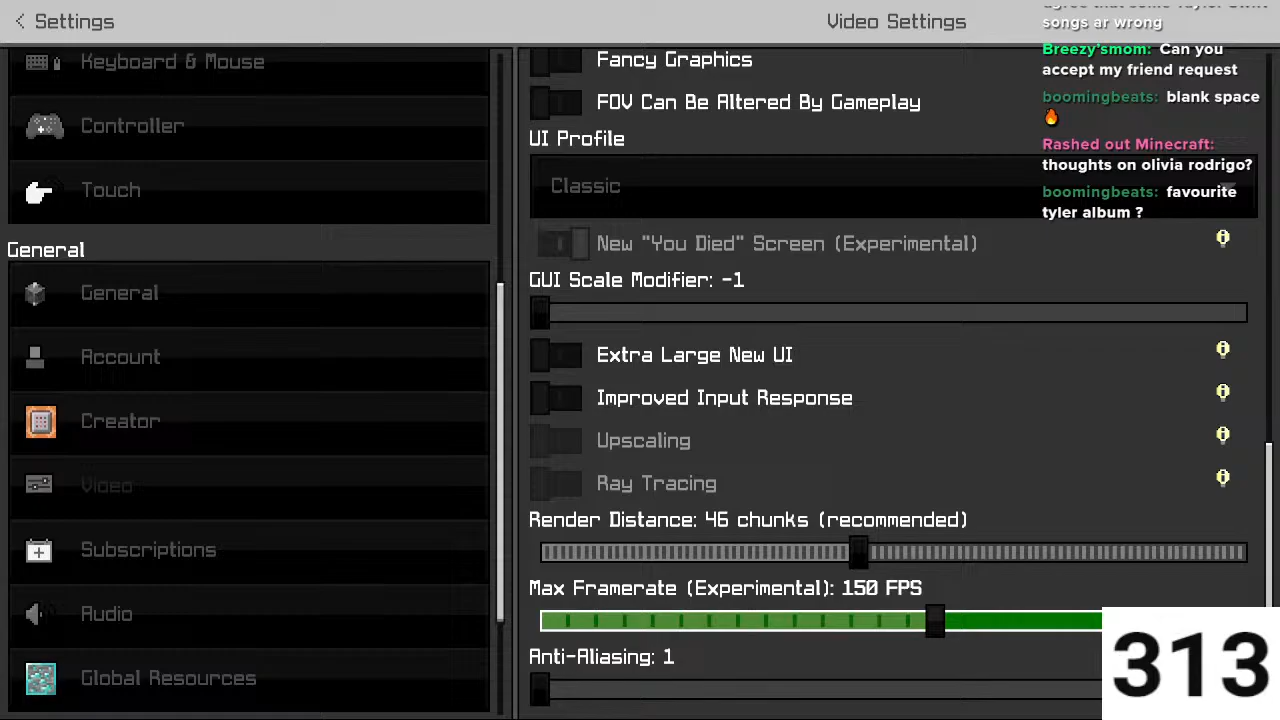 Settings
Video Settings
Keyboard & Mouse
Controller
Touch
General
General
Account
Creator
Video
Subscriptions
Audio
Global Resources
Fancy Graphics
FOV Can Be Altered By Gameplay
UI Profile
Classic
New "You Died" Screen (Experimental)
GUI Scale Modifier: -1
Extra Large New UI
Improved Input Response
Upscaling
Ray Tracing
Render Distance: 46 chunks (recommended)
Max Framerate (Experimental): 150 FPS
Anti-Aliasing: 1
songs ar wrong
Breezy'smom: Can you
accept my friend request
boomingbeats: blank space
Rashed out Minecraft:
thoughts on olivia rodrigo?
boomingbeats: favourite
tyler album ?
313